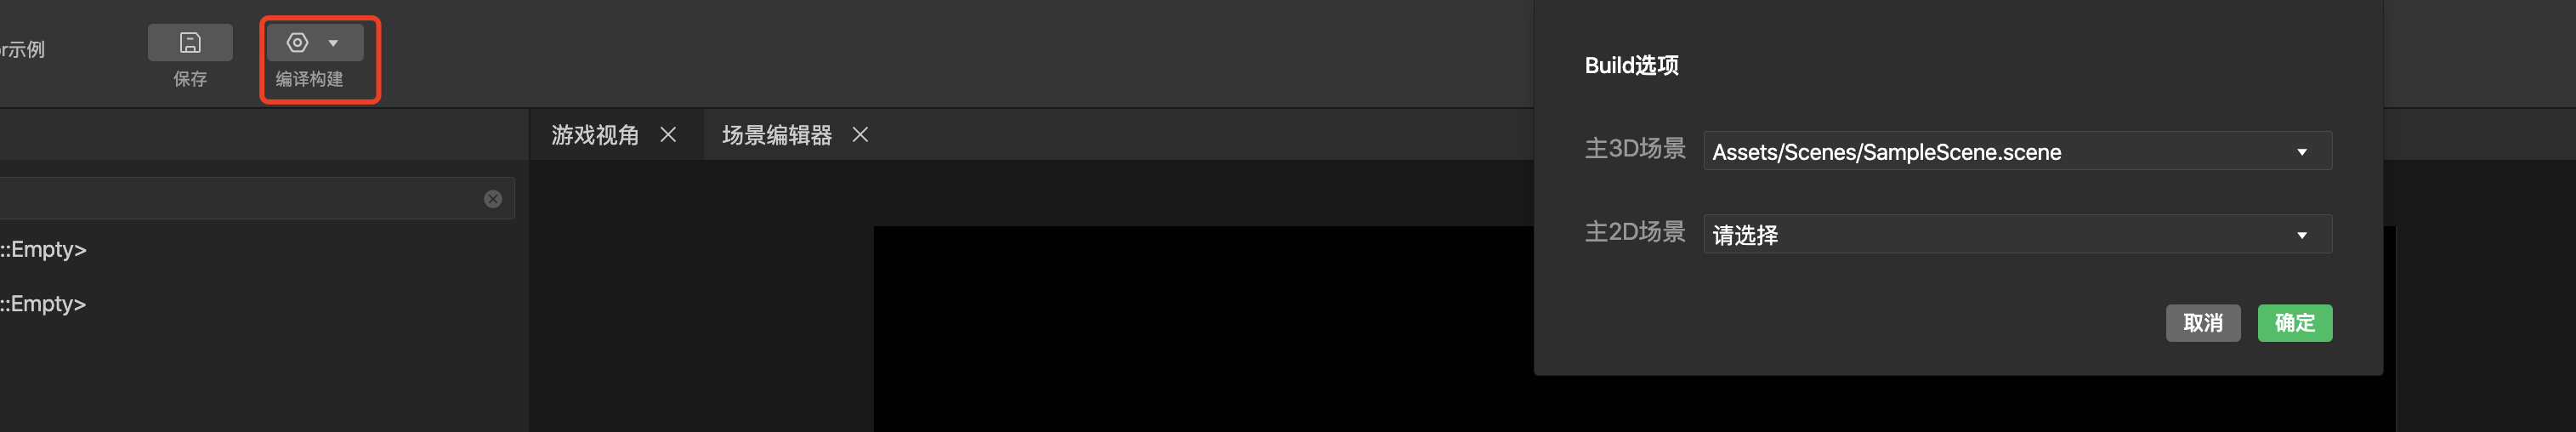 r示例
保存
编译构建
Build选项
游戏视角
场景编辑器
主3D场景
Assets/Scenes/SampleScene.scene
主2D场景
请选择
::Empty>
::Empty>
取消
确定